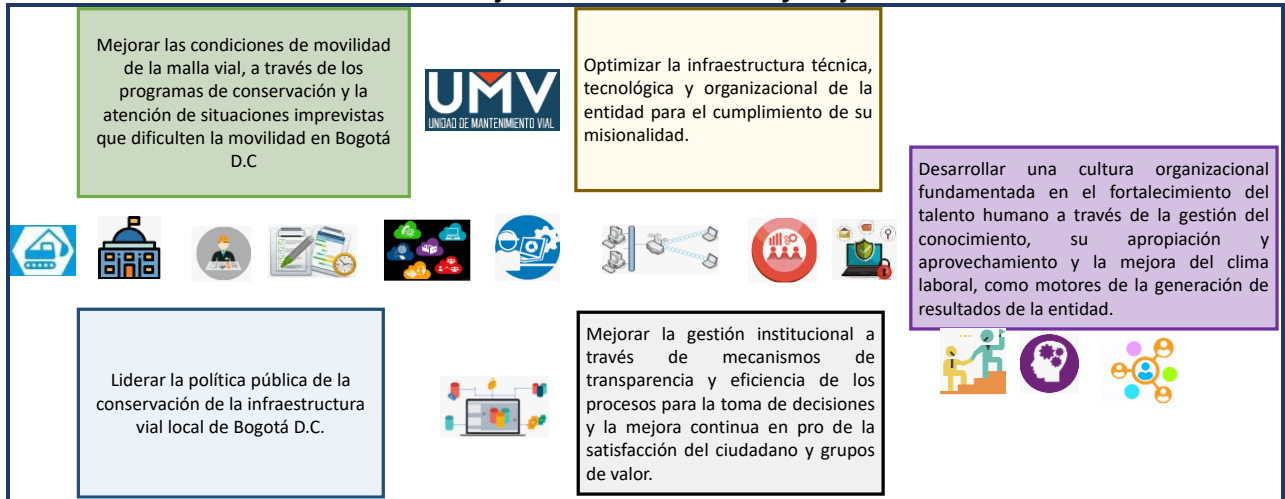 Mejorar las condiciones de movilidad
de la malla vial, a través de los
programas de conservación y la
atención de situaciones imprevistas
que dificulten la movilidad en Bogotá
D.C
UMV
UNIDAD DE MANTENIMIENTO VIAL
Optimizar la infraestructura técnica,
tecnológica y organizacional de la
entidad para el cumplimiento de su
misionalidad.
Desarrollar una cultura organizacional
fundamentada en el fortalecimiento del
talento humano a través de la gestión del
conocimiento, su apropiación y
aprovechamiento y la mejora del clima
laboral, como motores de la generación de
resultados de la entidad.
Liderar la política pública de la
conservación de la infraestructura
vial local de Bogotá D.C.
Mejorar la gestión institucional a
través de mecanismos de
transparencia y eficiencia de los
procesos para la toma de decisiones
y la mejora continua en pro de la
satisfacción del ciudadano y grupos
de valor.